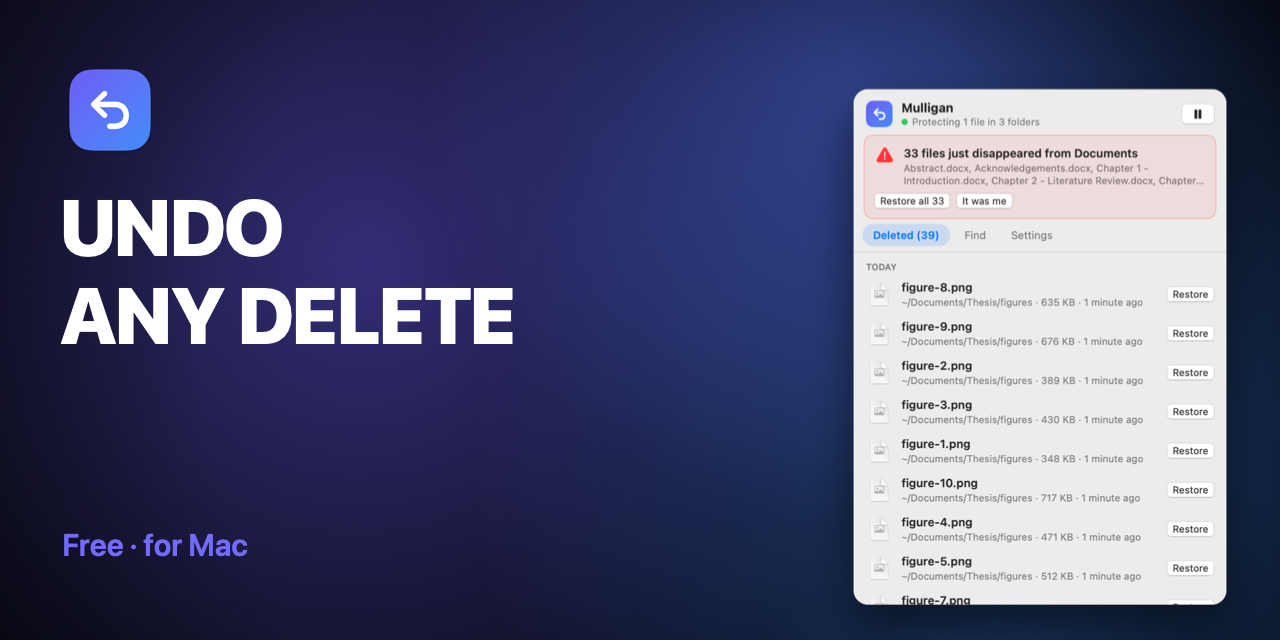 UNDO
ANY DELETE
Free · for Mac
Mulligan
Protecting 1 file in 3 folders
33 files just disappeared from Documents
Abstract.docx, Acknowledgements.docx, Chapter 1 -
Introduction.docx, Chapter 2 - Literature Review.docx, Chapter...
Restore all 33 It was me
Deleted (39) Find Settings
TODAY
figure-8.png
~/Documents/Thesis/figures · 635 KB · 1 minute ago Restore
figure-9.png
~/Documents/Thesis/figures · 676 KB · 1 minute ago Restore
figure-2.png
~/Documents/Thesis/figures · 389 KB · 1 minute ago Restore
figure-3.png
~/Documents/Thesis/figures · 430 KB · 1 minute ago Restore
figure-1.png
~/Documents/Thesis/figures · 348 KB · 1 minute ago Restore
figure-10.png
~/Documents/Thesis/figures · 717 KB · 1 minute ago Restore
figure-4.png
~/Documents/Thesis/figures · 471 KB · 1 minute ago Restore
figure-5.png
~/Documents/Thesis/figures · 512 KB · 1 minute ago Restore
figure-7.png